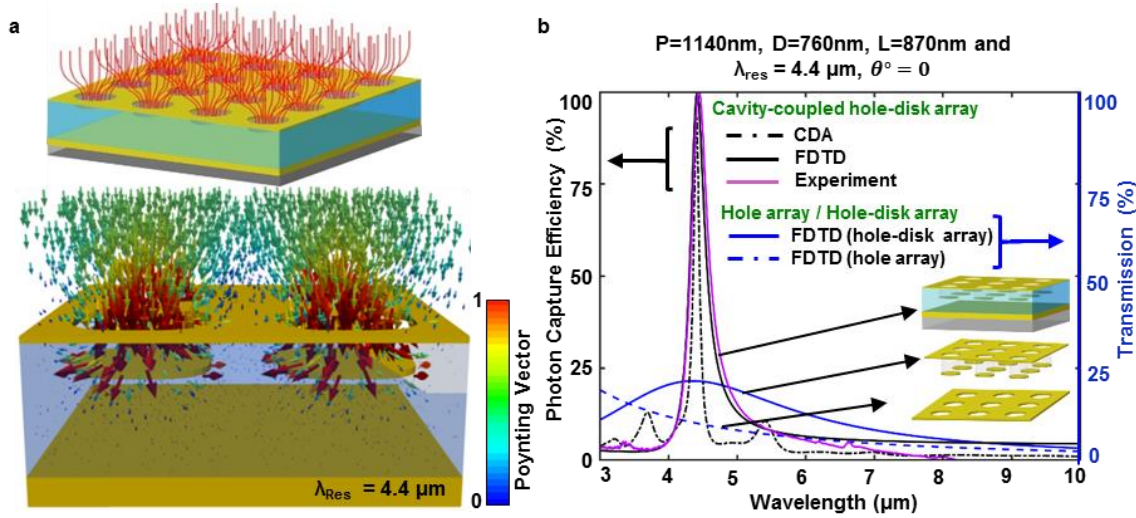 a
λRes = 4.4 μm
1
Poynting Vector
0
b
P=1140nm, D=760nm, L=870nm and
λres = 4.4 μm, θ° = 0
Photon Capture Efficiency (%)
100
75
50
25
0
Cavity-coupled hole-disk array
CDA
FDTD
Experiment
Hole array / Hole-disk array
FDTD (hole-disk array)
FDTD (hole array)
100
75
50
25
0
Transmission (%)
3 4 5 6 7 8 9 10
Wavelength (μm)